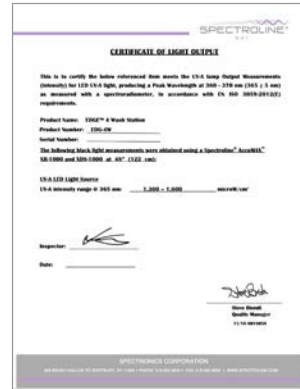 SPECTROLINE®
CERTIFICATE OF LIGHT OUTPUT
This is to certify the below referenced item meets the UV-A Lamp Output Measurements
(intensity) for LED UV-A light, producing a Peak Wavelength at 360 - 370 nm (365 ± 5 nm)
as measured with a spectroradiometer, in accordance with EN ISO 3059-2012(E)
requirements.
Product Name: EDGE™ 4 Wash Station
Product Number: EDG-4W
Serial Number:
The following black light measurements were obtained using a Spectroline® AccuMAX™
XR-1000 and XDS-1000 at 48" (122 cm):
UV-A LED Light Source
UV-A intensity range @ 365 nm: 1,200 – 1,600 microW/cm²
Inspector:
Date:
Quality Manager
SPECTRONICS CORPORATION